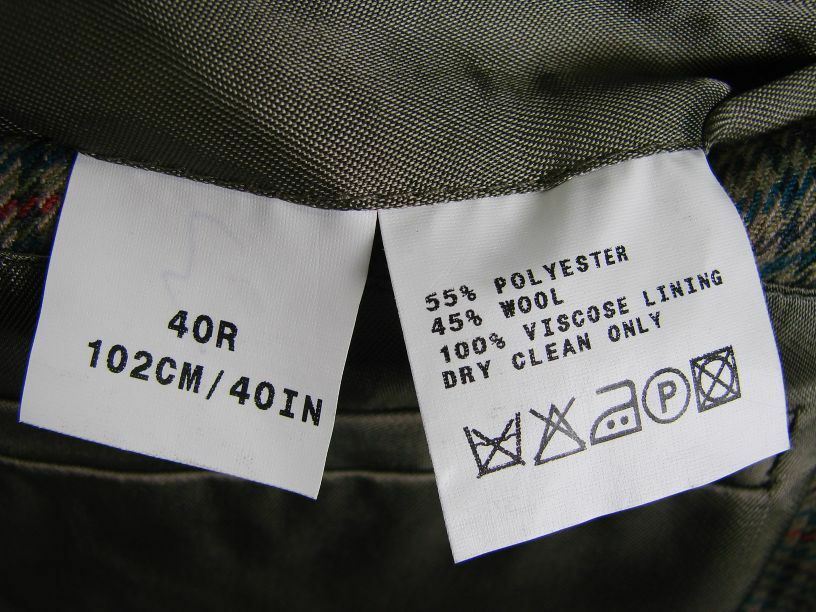 40R
102CM/40IN
55% POLYESTER
45% WOOL
100% VISCOSE LINING
DRY CLEAN ONLY
P